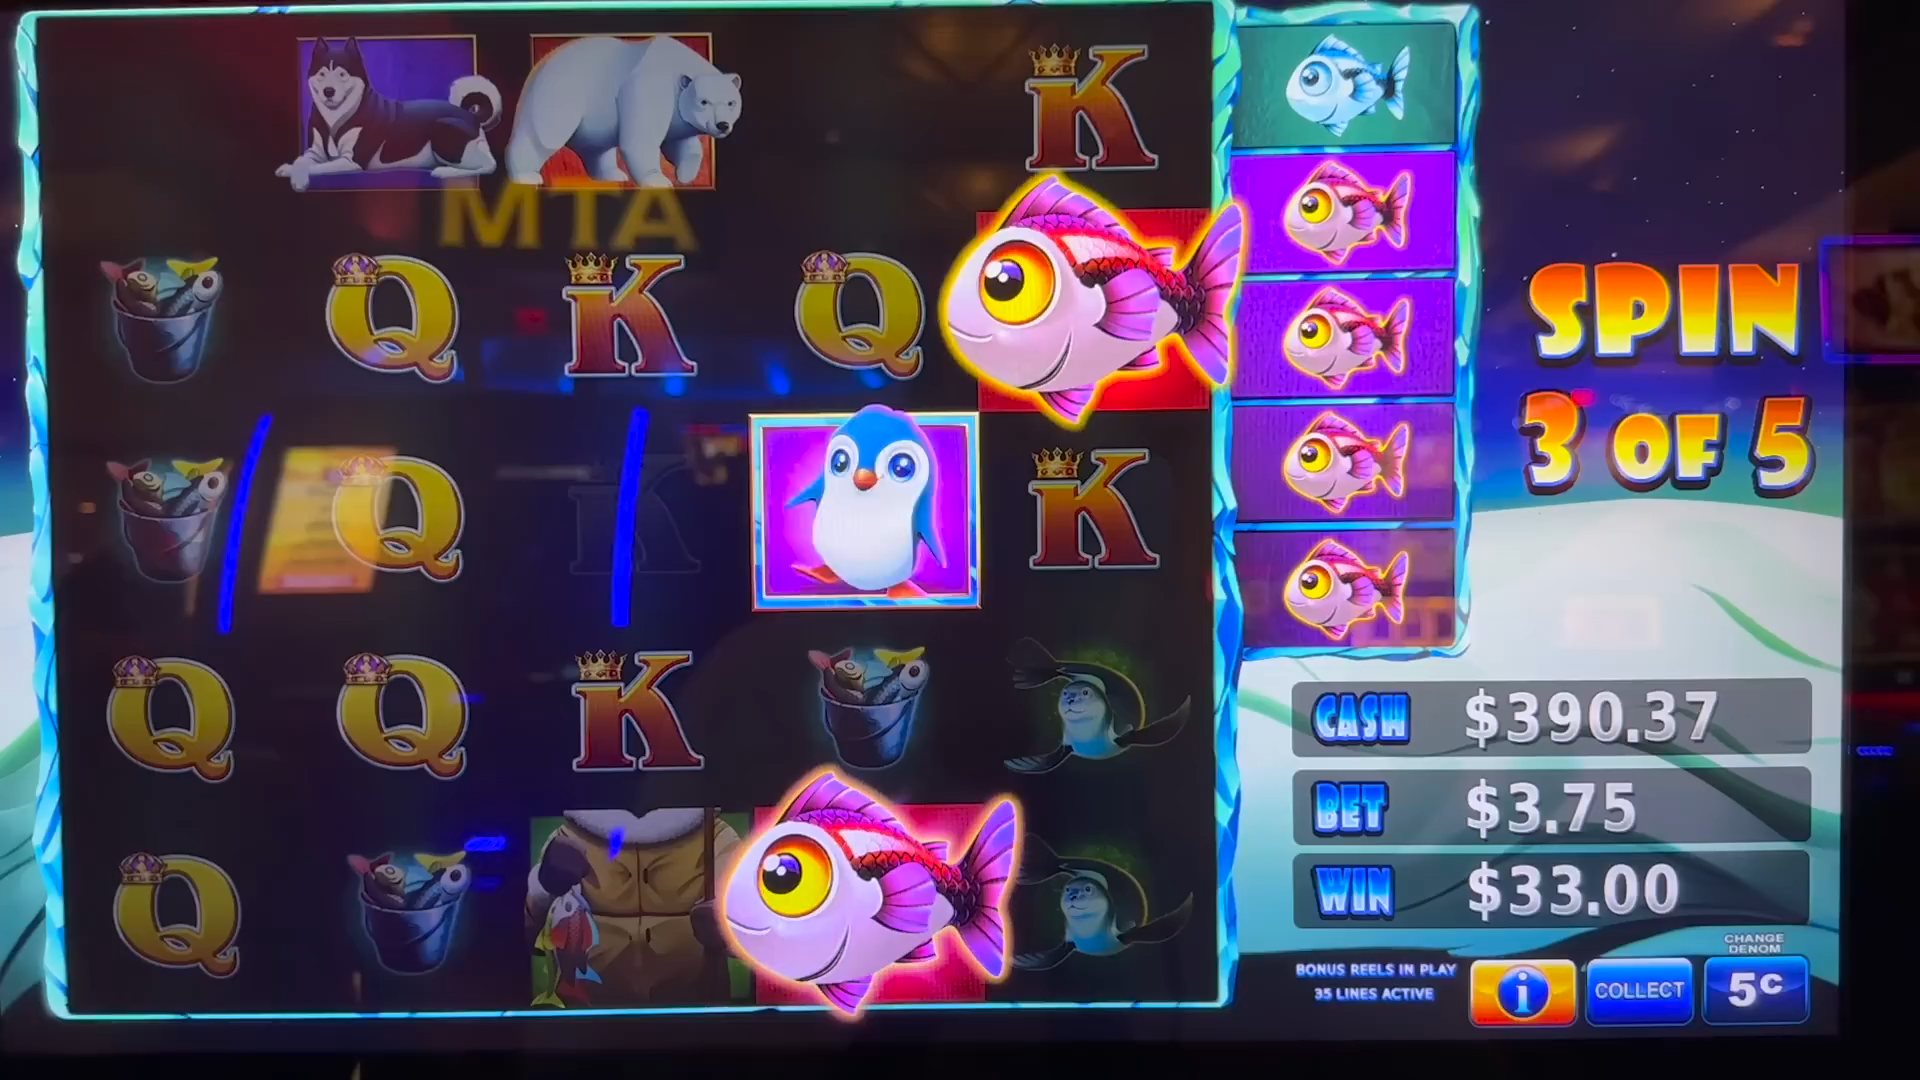 K
MTA
Q K Q
Q K K
Q Q K
Q
SPIN
3 OF 5
CASH $390.37
BET $3.75
WIN $33.00
CHANGE
DENOM
BONUS REELS IN PLAY
35 LINES ACTIVE
i
COLLECT
5¢